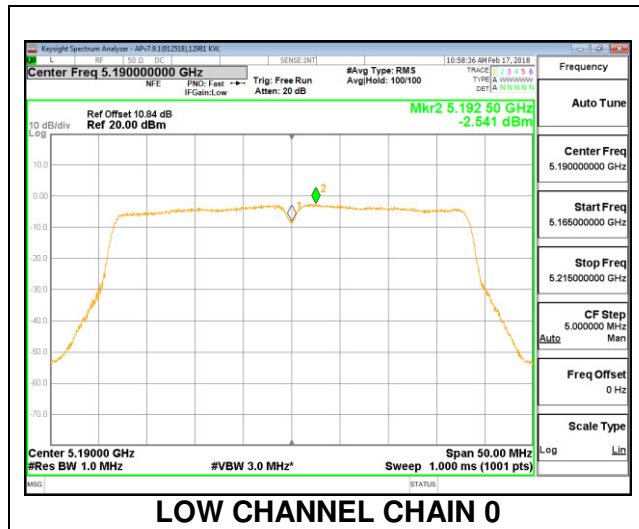 Keysight Spectrum Analyzer - APv7.9.1(012518),12981 KW,
L RF 50 Ω DC SENSE:INT 10:58:36 AM Feb 17, 2018
Center Freq 5.190000000 GHz
NFE PNO: Fast Trig: Free Run
IFGain:Low Atten: 20 dB
#Avg Type: RMS
Avg|Hold: 100/100
TRACE 1 2 3 4 5 6
TYPE A WWWWW
DET A NNNNN
Ref Offset 10.84 dB
10 dB/div Ref 20.00 dBm
Log
Mkr2 5.192 50 GHz
-2.541 dBm
10.0
0.00
-10.0
-20.0
-30.0
-40.0
-50.0
-60.0
-70.0
1
2
Center 5.19000 GHz Span 50.00 MHz
#Res BW 1.0 MHz #VBW 3.0 MHz* Sweep 1.000 ms (1001 pts)
MSG STATUS
Frequency
Auto Tune
Center Freq
5.190000000 GHz
Start Freq
5.165000000 GHz
Stop Freq
5.215000000 GHz
CF Step
5.000000 MHz
Auto Man
Freq Offset
0 Hz
Scale Type
Log Lin
LOW CHANNEL CHAIN 0